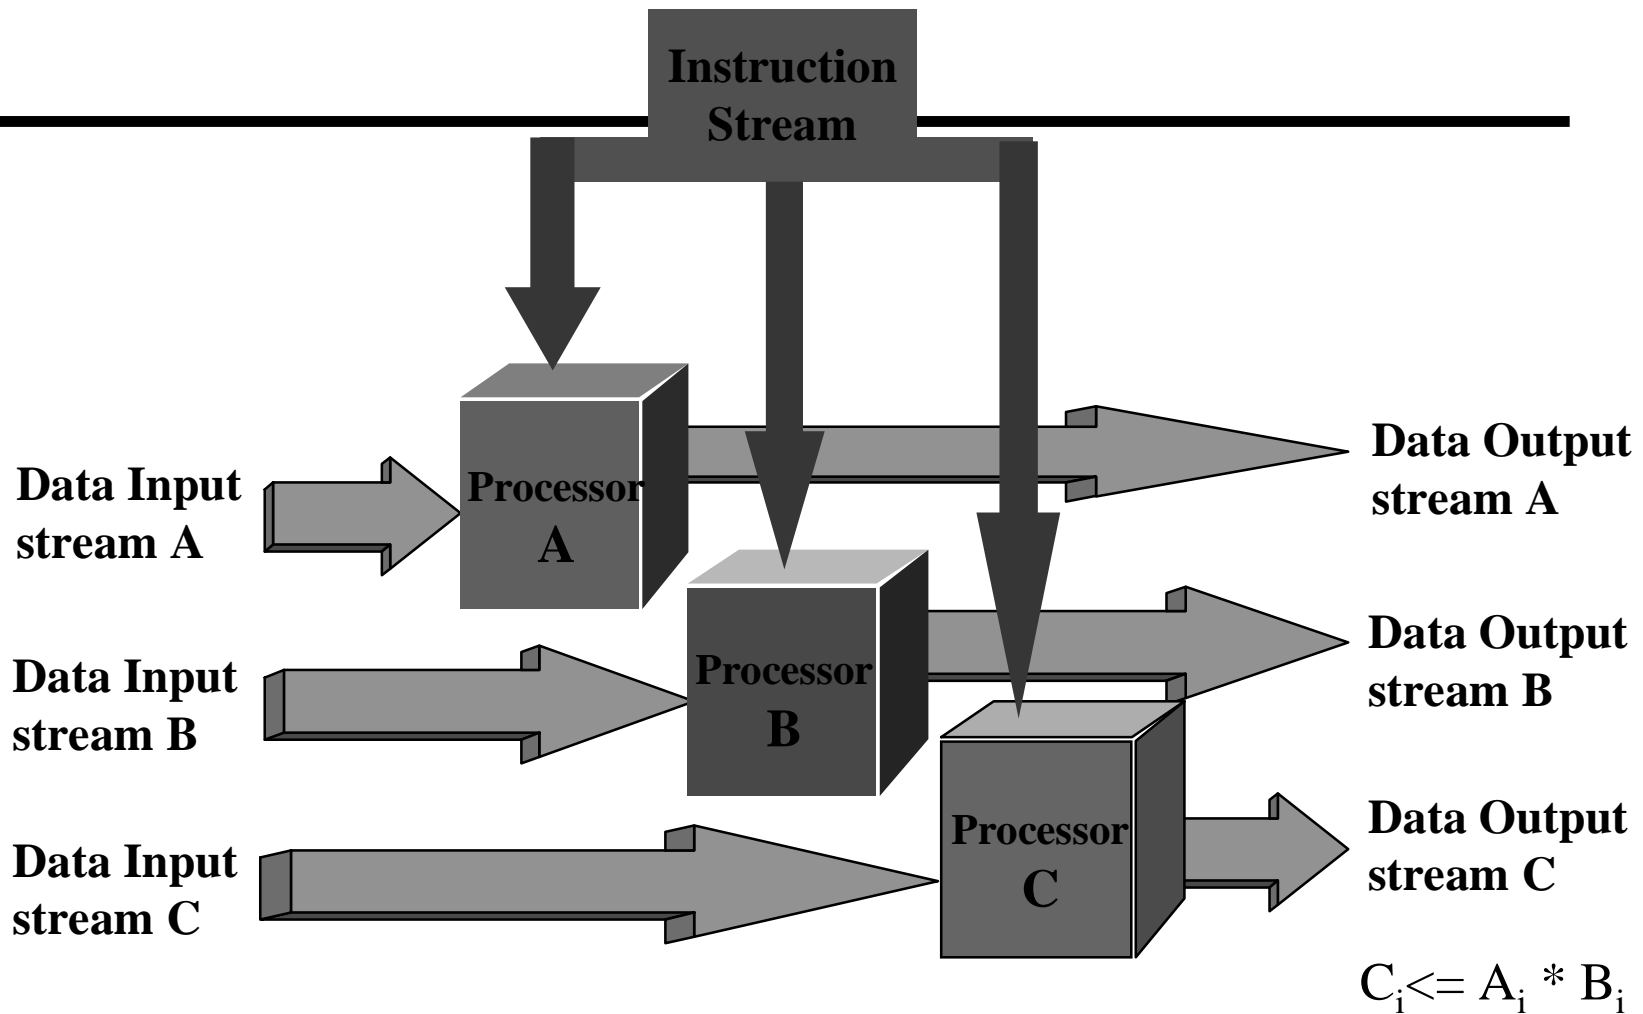 Instruction
Stream
Data Input
stream A
Processor
A
Data Output
stream A
Data Input
stream B
Processor
B
Data Output
stream B
Data Input
stream C
Processor
C
Data Output
stream C
Cᵢ<= Aᵢ * Bᵢ